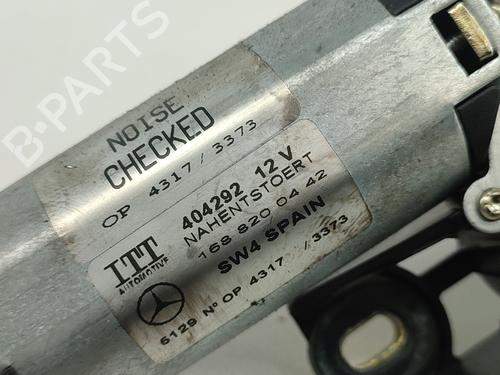 B-PARTS
NOISE
CHECKED
OP 4317 / 3373
ITT
AUTOMOTIVE
404292 12 V
NAHENTSTOERT
168 820 04 42
SW4 SPAIN
6129 Nº OP 4317 / 3373